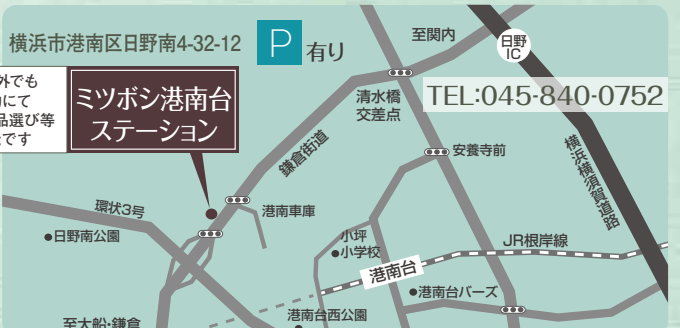 横浜市港南区日野南4-32-12
P
有り
至関内
日野
IC
外でも
にて
品選び等
です
ミツボシ港南台
ステーション
清水橋
交差点
TEL:045-840-0752
鎌倉街道
安養寺前
横浜横須賀道路
環状3号
港南車庫
日野南公園
小坪
小学校
JR根岸線
港南台
港南台バーズ
港南台西公園
至大船・鎌倉